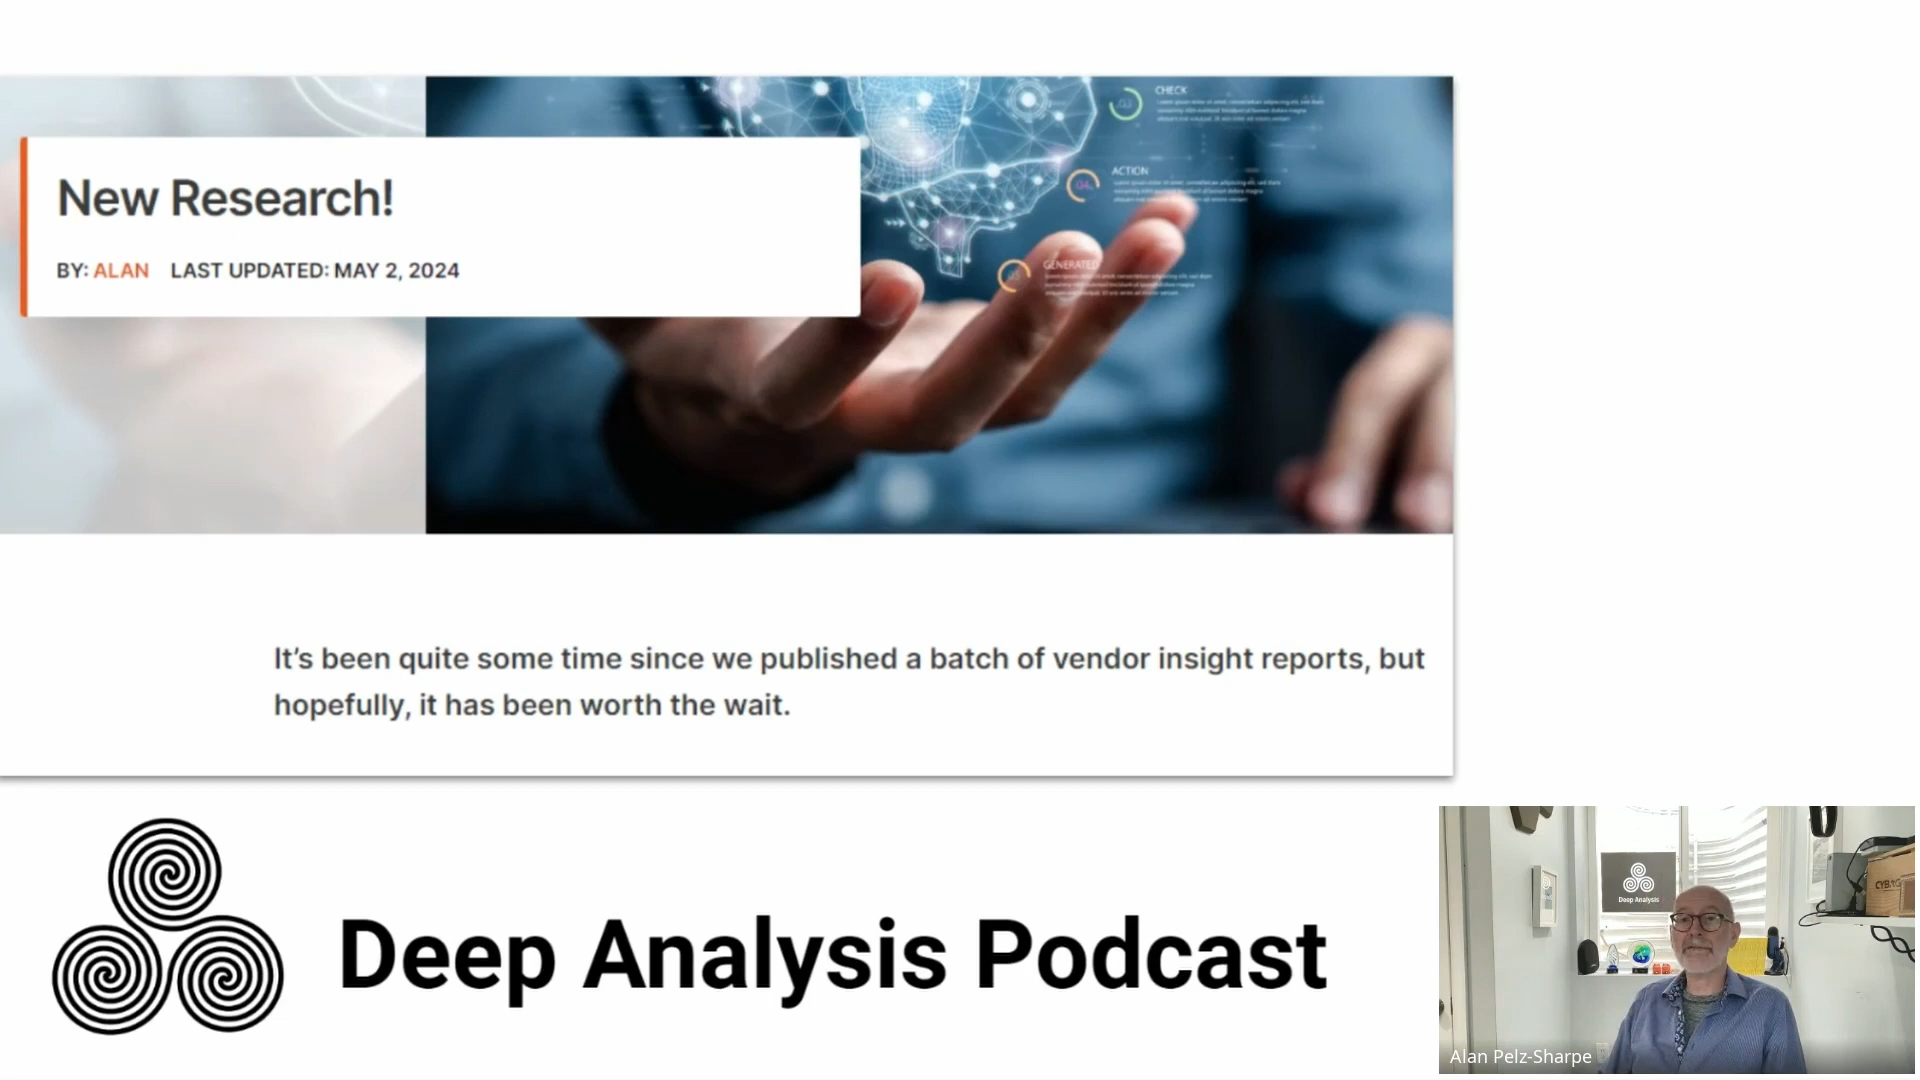 CHECK
ACTION
GENERATED
New Research!
BY: ALAN LAST UPDATED: MAY 2, 2024
It’s been quite some time since we published a batch of vendor insight reports, but
hopefully, it has been worth the wait.
Deep Analysis Podcast
Deep Analysis
Alan Pelz-Sharpe